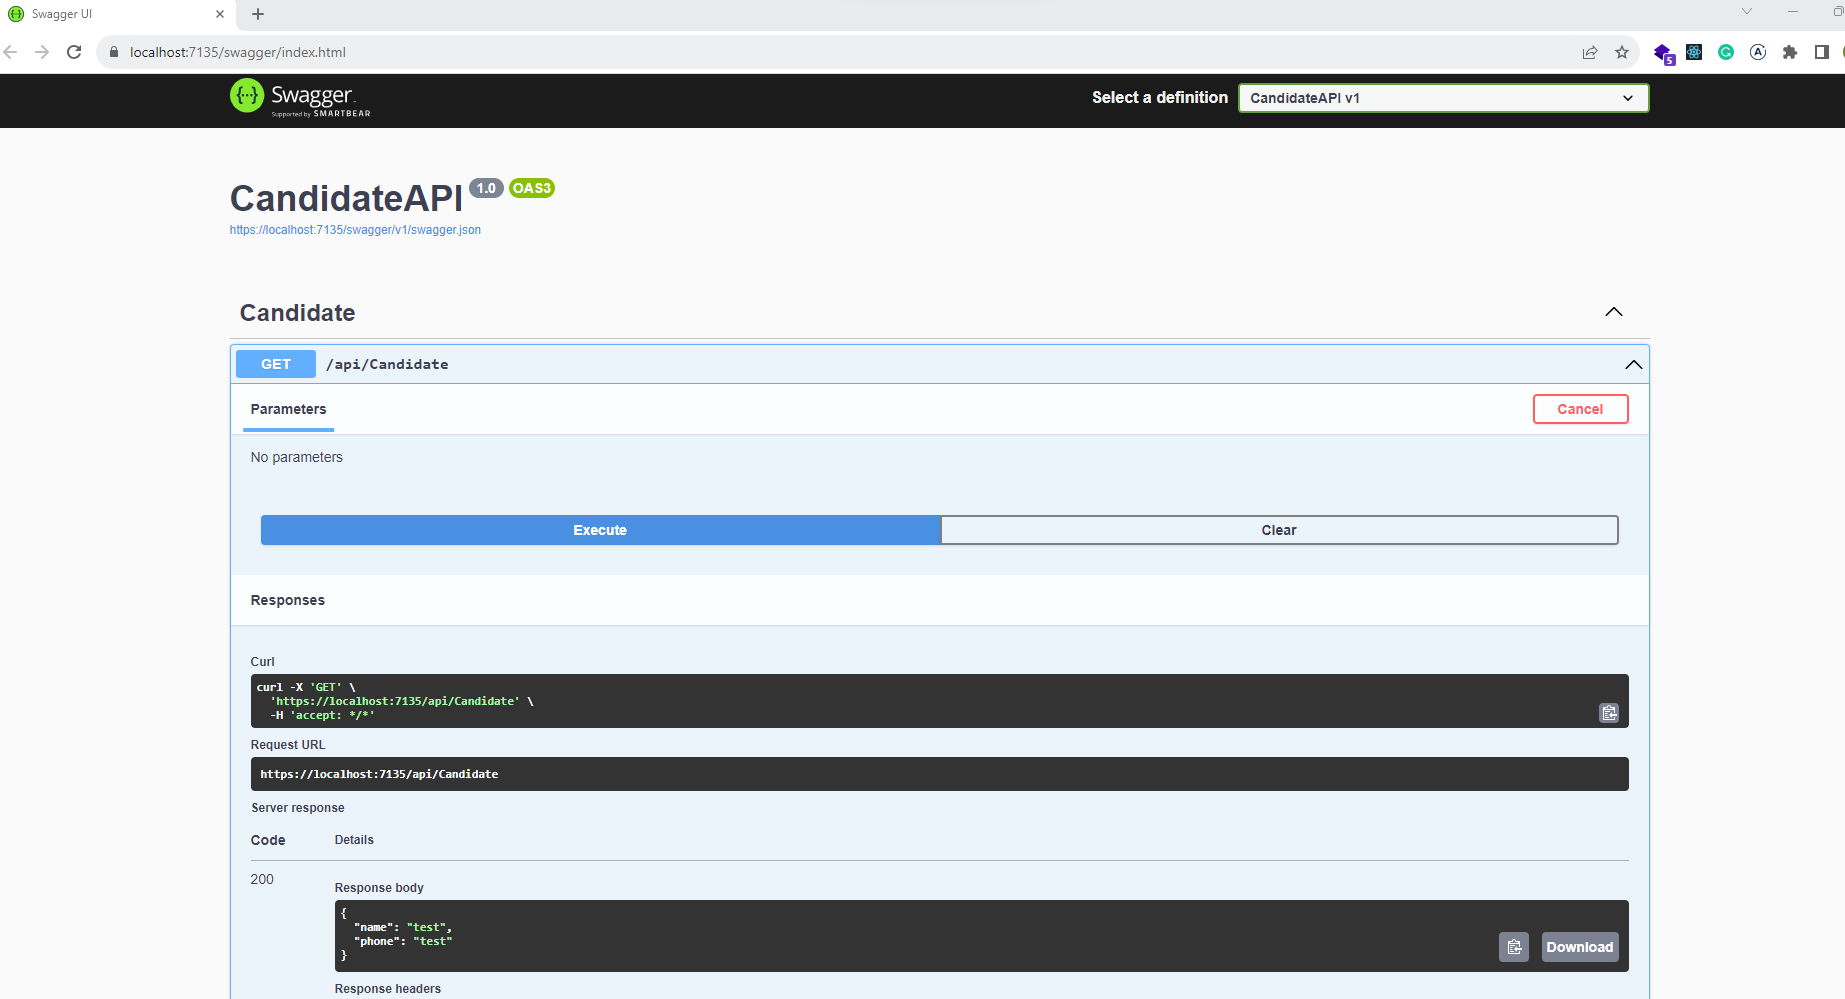 Swagger UI
localhost:7135/swagger/index.html
5
Swagger.
Supported by SMARTBEAR
Select a definition
CandidateAPI v1
CandidateAPI 1.0 OAS3
https://localhost:7135/swagger/v1/swagger.json
Candidate
GET /api/Candidate
Parameters
Cancel
No parameters
Execute
Clear
Responses
Curl
curl -X 'GET' \
'https://localhost:7135/api/Candidate' \
-H 'accept: */*'
Request URL
https://localhost:7135/api/Candidate
Server response
Code Details
200
Response body
{
"name": "test",
"phone": "test"
}
Download
Response headers